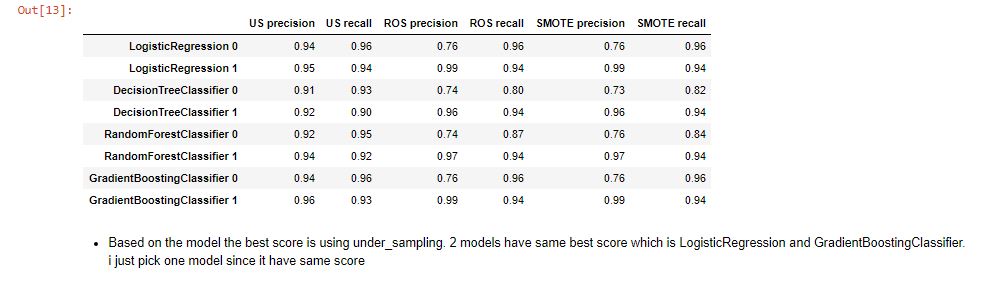 Out[13]:
US precision US recall ROS precision ROS recall SMOTE precision SMOTE recall
LogisticRegression 0 0.94 0.96 0.76 0.96 0.76 0.96
LogisticRegression 1 0.95 0.94 0.99 0.94 0.99 0.94
DecisionTreeClassifier 0 0.91 0.93 0.74 0.80 0.73 0.82
DecisionTreeClassifier 1 0.92 0.90 0.96 0.94 0.96 0.94
RandomForestClassifier 0 0.92 0.95 0.74 0.87 0.76 0.84
RandomForestClassifier 1 0.94 0.92 0.97 0.94 0.97 0.94
GradientBoostingClassifier 0 0.94 0.96 0.76 0.96 0.76 0.96
GradientBoostingClassifier 1 0.96 0.93 0.99 0.94 0.99 0.94
• Based on the model the best score is using under_sampling. 2 models have same best score which is LogisticRegression and GradientBoostingClassifier.
i just pick one model since it have same score